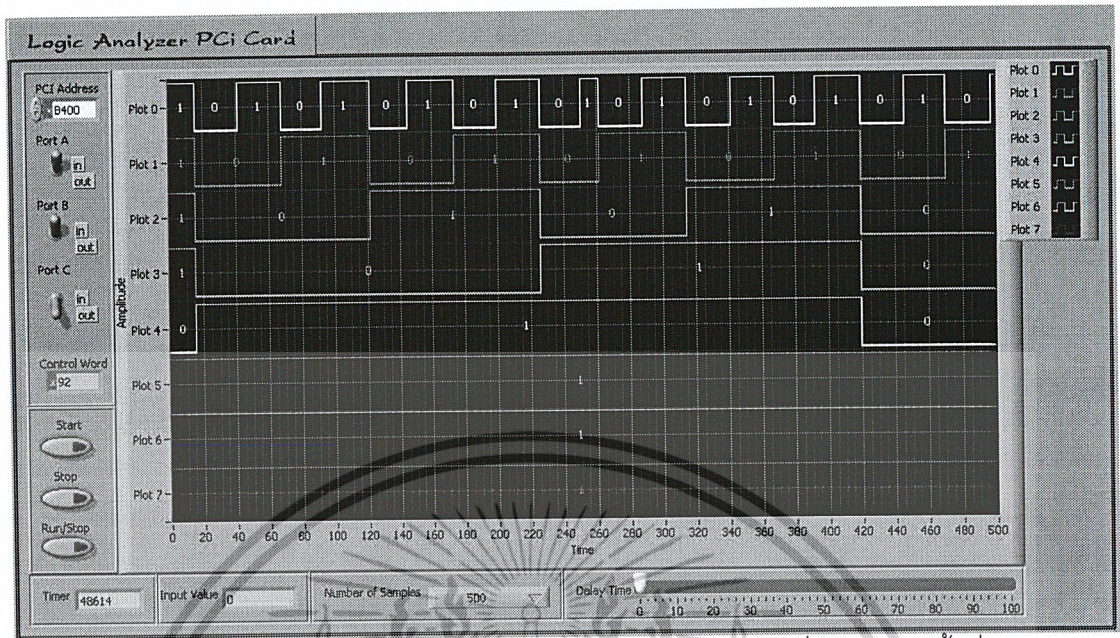 Logic Analyzer PCi Card
PCI Address
B400
Port A
in
out
Port B
in
out
Port C
in
out
Control Word
92
Start
Stop
Run/Stop
Amplitude
Plot 0
1 0 1 0 1 0 1 0 1 0 1 0 1 0 1 0 1 0 1 0
Plot 1
1 0 1 0 1 0 1 0 1 0 1
Plot 2
1 0 1 0 1 0
Plot 3
1 0 1 0
Plot 4
0 1 0
Plot 5
1
Plot 6
1
Plot 7
1
0 20 40 60 80 100 120 140 160 180 200 220 240 260 280 300 320 340 360 380 400 420 440 460 480 500
Time
Plot 0
Plot 1
Plot 2
Plot 3
Plot 4
Plot 5
Plot 6
Plot 7
Timer 48614
Input Value 0
Number of Samples 500
Delay Time
0 10 20 30 40 50 60 70 80 90 100